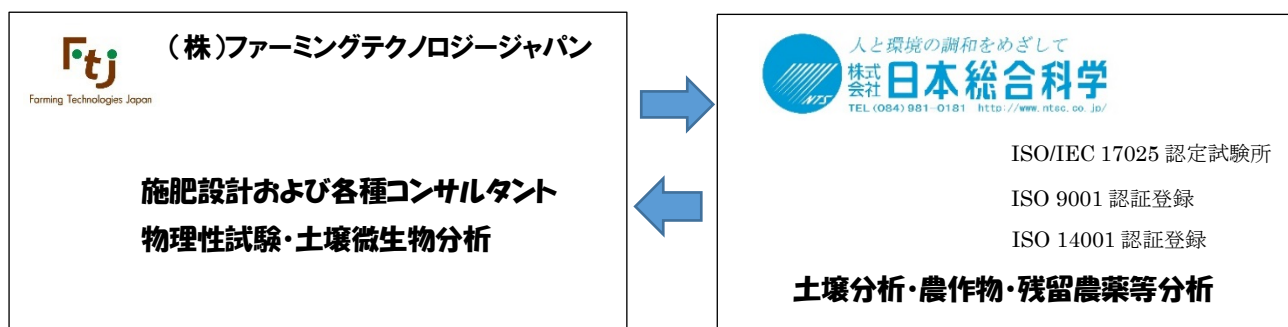 Ftj
Farming Technologies Japan
（株）ファーミングテクノロジージャパン
施肥設計および各種コンサルタント
物理性試験・土壌微生物分析
人と環境の調和をめざして
NTS
株式会社 日本総合科学
TEL(084)981-0181 http://www.ntsc.co.jp/
ISO/IEC 17025 認定試験所
ISO 9001 認証登録
ISO 14001 認証登録
土壌分析・農作物・残留農薬等分析